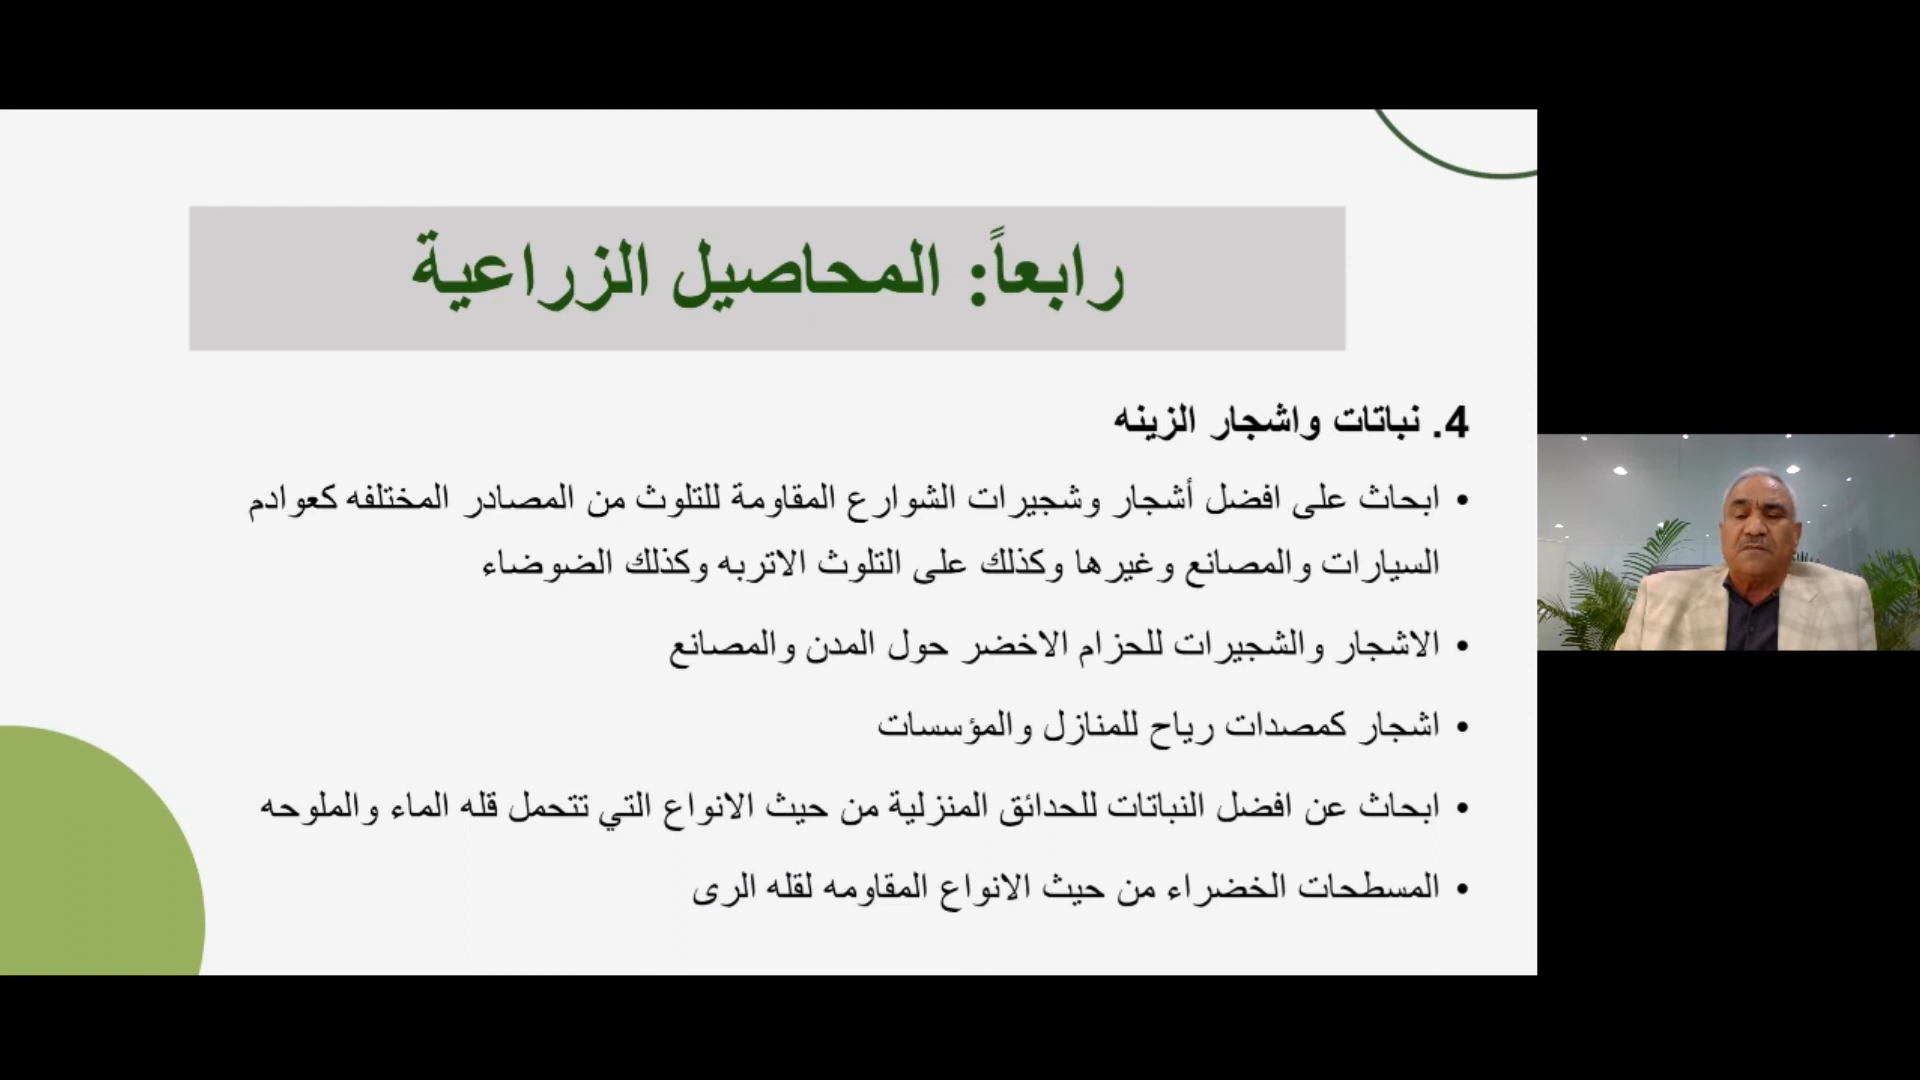 رابعاً: المحاصيل الزراعية
4. نباتات واشجار الزينه
• ابحاث على افضل أشجار وشجيرات الشوارع المقاومة للتلوث من المصادر المختلفه كعوادم
السيارات والمصانع وغيرها وكذلك على التلوث الاتربه وكذلك الضوضاء
• الاشجار والشجيرات للحزام الاخضر حول المدن والمصانع
• اشجار كمصدات رياح للمنازل والمؤسسات
• ابحاث عن افضل النباتات للحدائق المنزلية من حيث الانواع التي تتحمل قله الماء والملوحه
• المسطحات الخضراء من حيث الانواع المقاومه لقله الرى